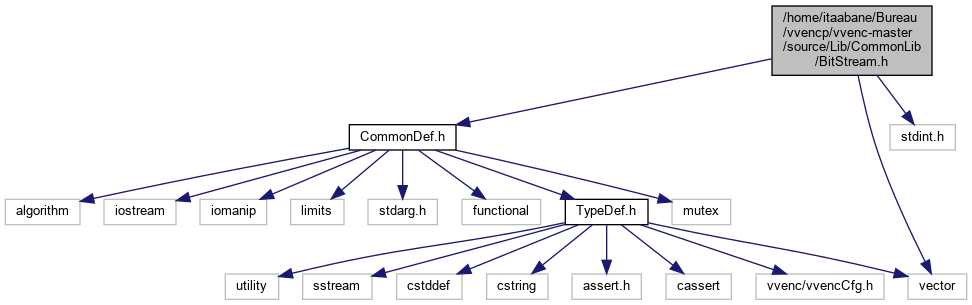 /home/itaabane/Bureau
/vvencp/vvenc-master
/source/Lib/CommonLib
/BitStream.h
CommonDef.h
stdint.h
algorithm
iostream
iomanip
limits
stdarg.h
functional
TypeDef.h
mutex
utility
sstream
cstddef
cstring
assert.h
cassert
vvenc/vvencCfg.h
vector